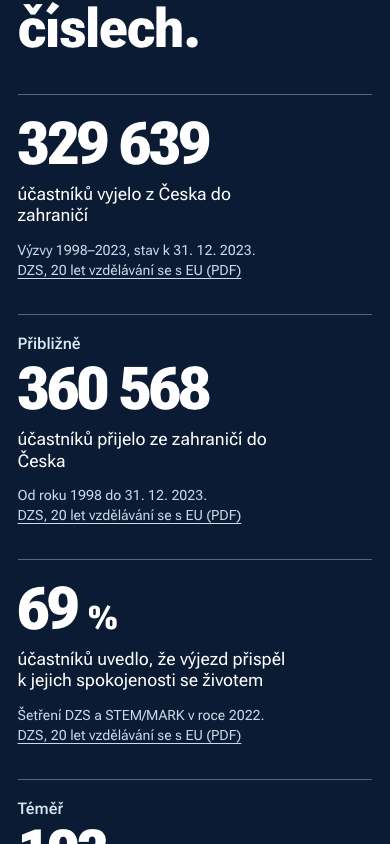 číslech.
329 639
účastníků vyjelo z Česka do
zahraničí
Výzvy 1998–2023, stav k 31. 12. 2023.
DZS, 20 let vzdělávání se s EU (PDF)
Přibližně
360 568
účastníků přijelo ze zahraničí do
Česka
Od roku 1998 do 31. 12. 2023.
DZS, 20 let vzdělávání se s EU (PDF)
69 %
účastníků uvedlo, že výjezd přispěl
k jejich spokojenosti se životem
Šetření DZS a STEM/MARK v roce 2022.
DZS, 20 let vzdělávání se s EU (PDF)
Téměř